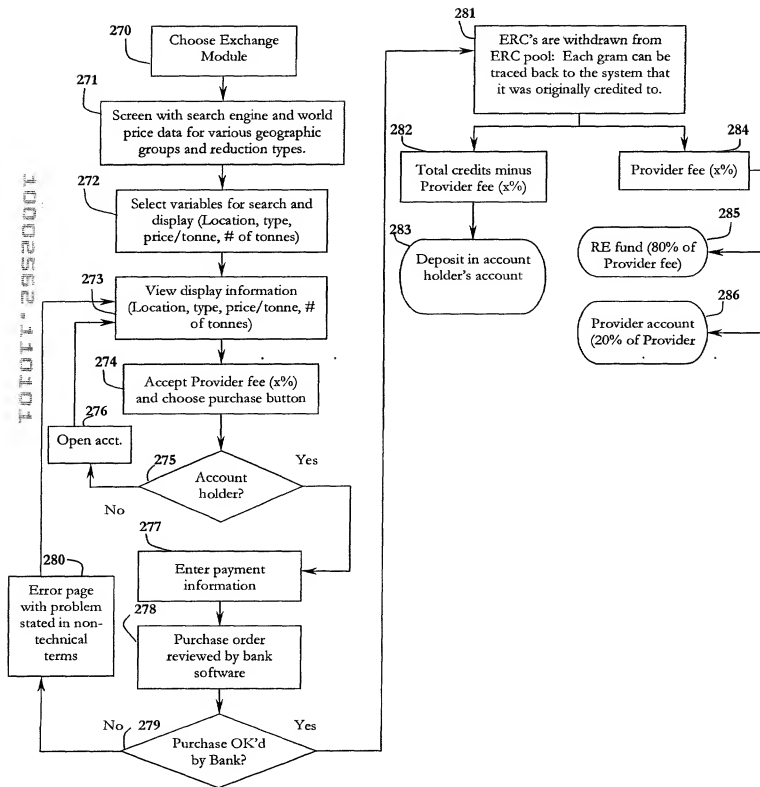 270
Choose Exchange
Module
271
Screen with search engine and world
price data for various geographic
groups and reduction types.
272
Select variables for search and
display (Location, type,
price/tonne, # of tonnes)
273
View display information
(Location, type, price/tonne, #
of tonnes)
274
Accept Provider fee (x%)
and choose purchase button
276
Open acct.
275
Account
holder?
Yes
No
277
Enter payment
information
278
Purchase order
reviewed by bank
software
280
Error page
with problem
stated in non-
technical
terms
No
279
Purchase OK'd
by Bank?
Yes
281
ERC's are withdrawn from
ERC pool: Each gram can be
traced back to the system that
it was originally credited to.
282
Total credits minus
Provider fee (x%)
283
Deposit in account
holder's account
284
Provider fee (x%)
285
RE fund (80% of
Provider fee)
286
Provider account
(20% of Provider